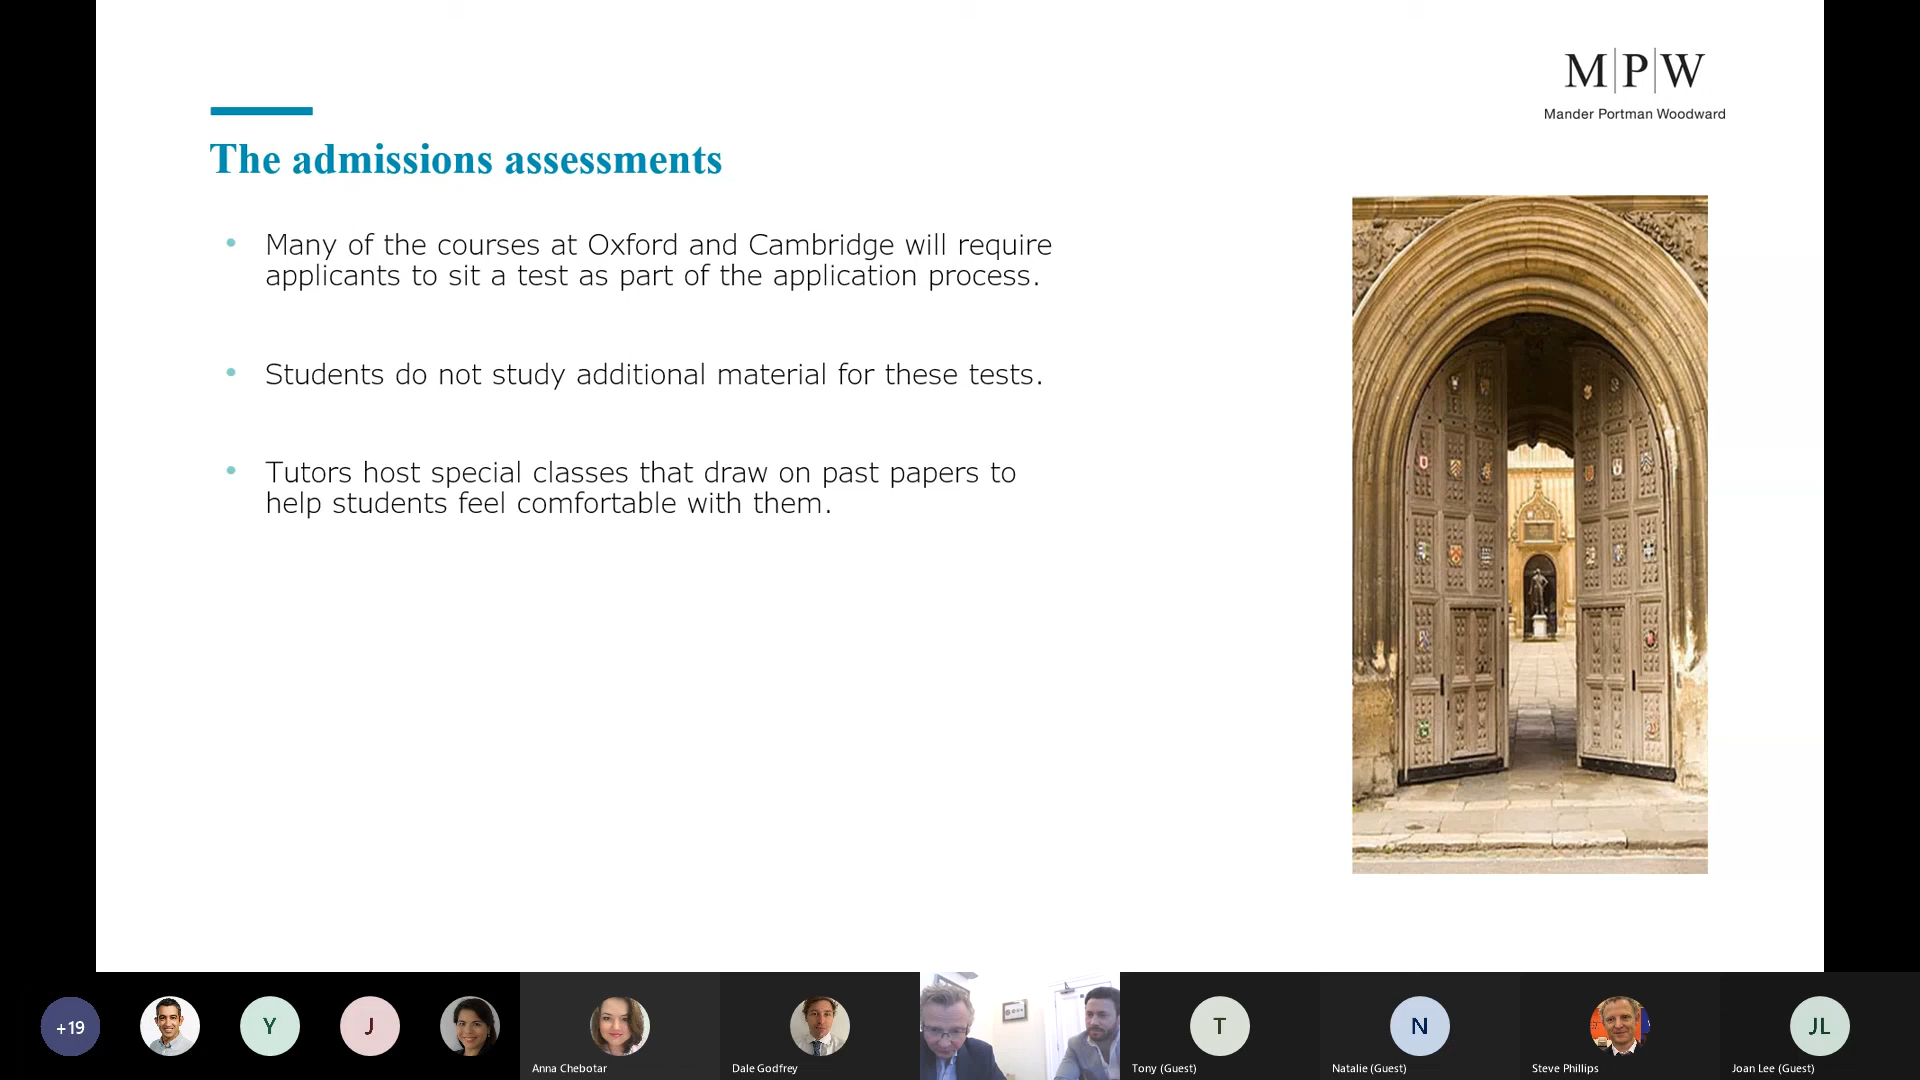 M|P|W
Mander Portman Woodward
The admissions assessments
• Many of the courses at Oxford and Cambridge will require
applicants to sit a test as part of the application process.
• Students do not study additional material for these tests.
• Tutors host special classes that draw on past papers to
help students feel comfortable with them.
+19
Y
J
Anna Chebotar
Dale Godfrey
T
Tony (Guest)
N
Natalie (Guest)
Steve Phillips
JL
Joan Lee (Guest)